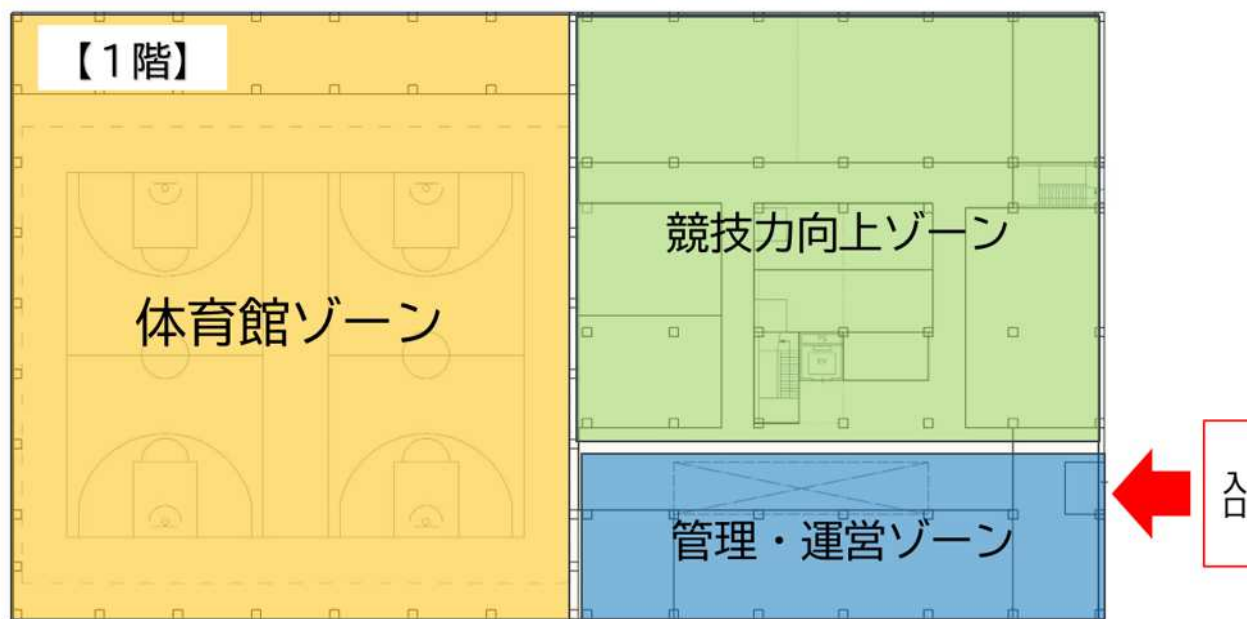 【１階】
体育館ゾーン
競技力向上ゾーン
管理・運営ゾーン
入口